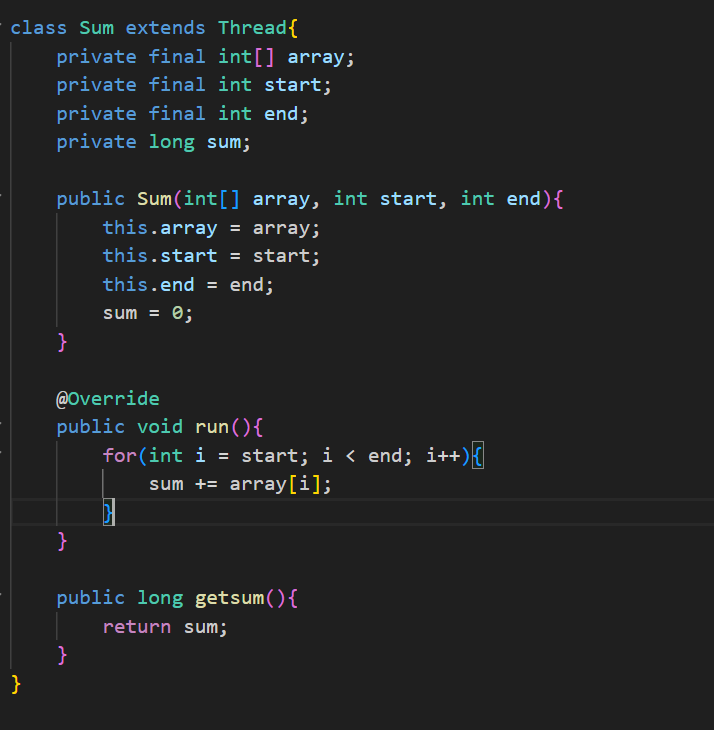 class Sum extends Thread{
    private final int[] array;
    private final int start;
    private final int end;
    private long sum;

    public Sum(int[] array, int start, int end){
        this.array = array;
        this.start = start;
        this.end = end;
        sum = 0;
    }

    @Override
    public void run(){
        for(int i = start; i < end; i++){
            sum += array[i];
        }
    }

    public long getsum(){
        return sum;
    }
}